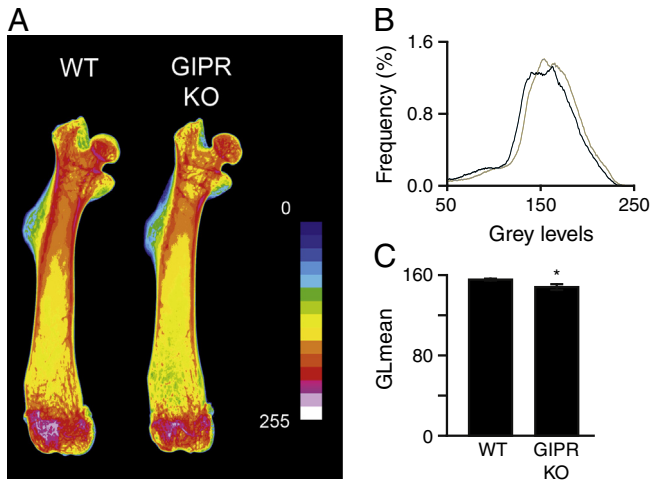 A
WT
GIPR
KO
0
255
B
Frequency (%)
1.6
0.8
0.0
50
150
250
Grey levels
C
GLmean
160
80
0
*
WT
GIPR
KO